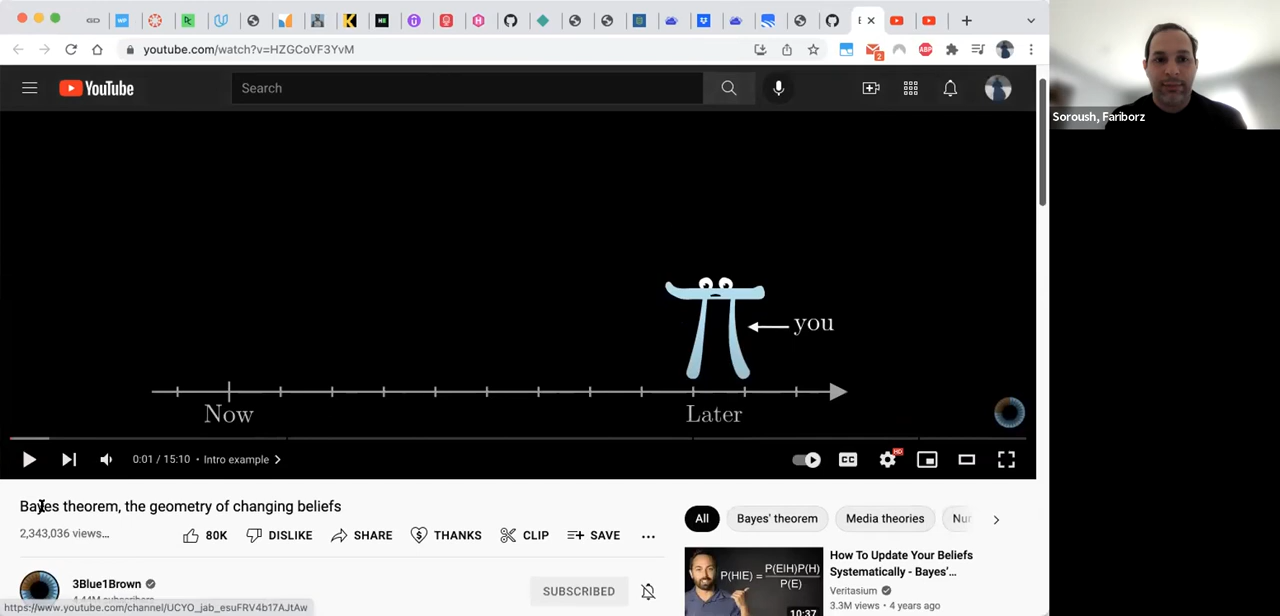 youtube.com/watch?v=HZGCoVF3YvM
2
YouTube
Search
Soroush, Fariborz
you
Now
Later
0:01 / 15:10 • Intro example
CC
HD
Bayes theorem, the geometry of changing beliefs
2,343,036 views...
80K
DISLIKE
SHARE
THANKS
CLIP
SAVE
All
Bayes' theorem
Media theories
3Blue1Brown
SUBSCRIBED
https://www.youtube.com/channel/UCYO_jab_esuFRV4b17AJtAw
P(H|E) = P(E|H)P(H)
P(E)
10:37
How To Update Your Beliefs
Systematically - Bayes'...
Veritasium
3.3M views • 4 years ago